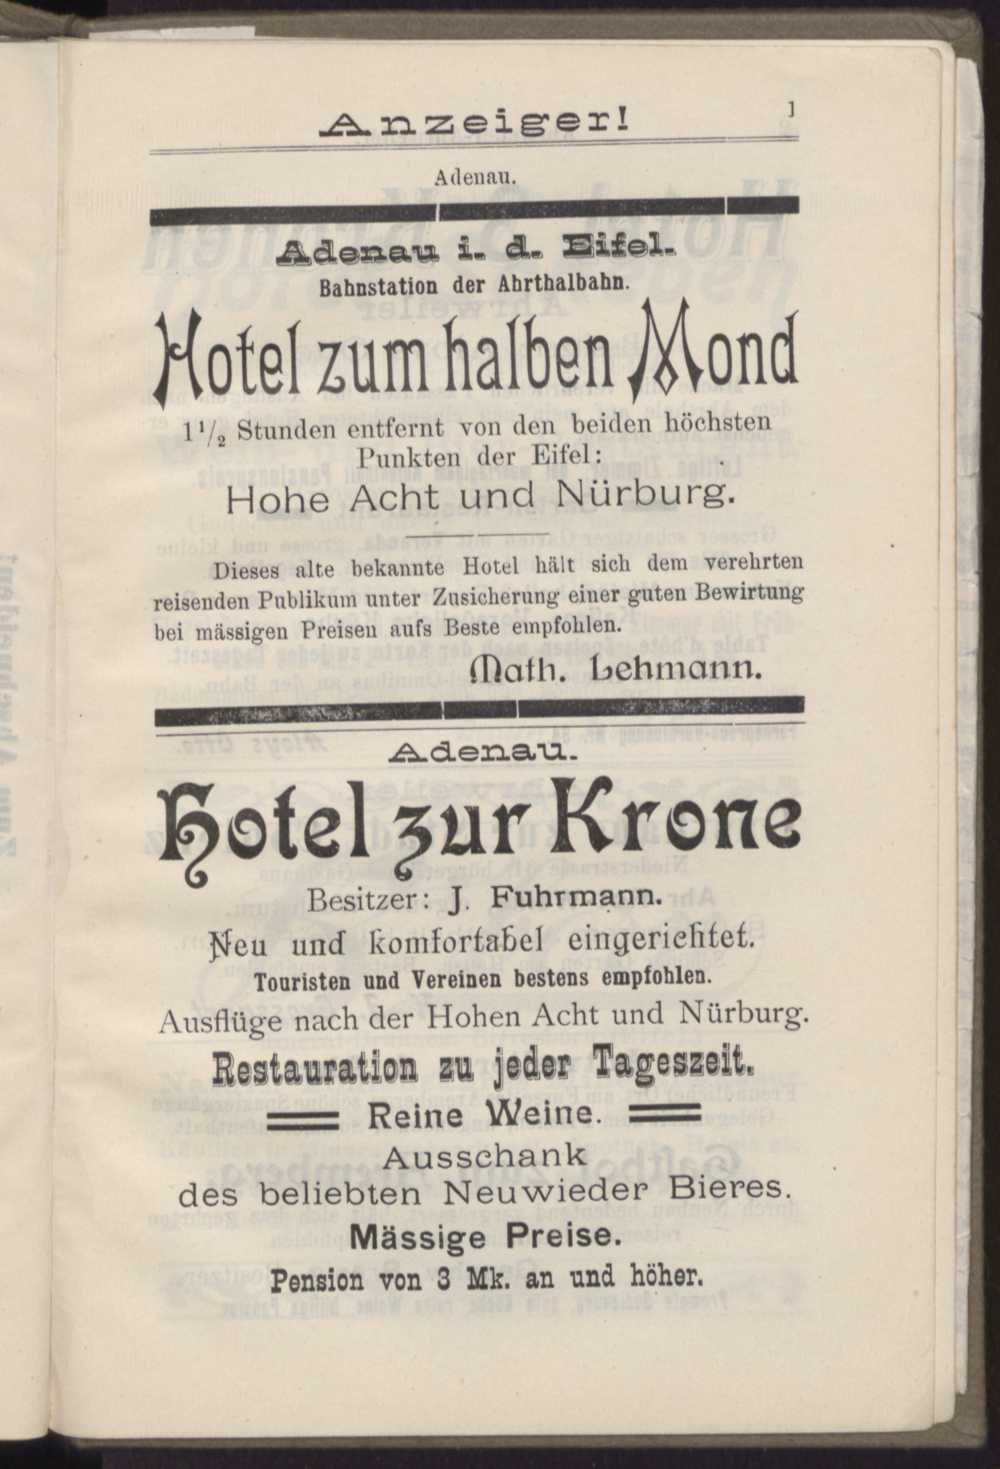 Anzeiger!
1
Adenau.
Adenau i. d. Eifel.
Bahnstation der Ahrthalbahn.
Hotel zum halben Mond
1 1/2 Stunden entfernt von den beiden höchsten
Punkten der Eifel:
Hohe Acht und Nürburg.
Dieses alte bekannte Hotel hält sich dem verehrten
reisenden Publikum unter Zusicherung einer guten Bewirtung
bei mässigen Preisen aufs Beste empfohlen.
Math. Lehmann.
Adenau.
Hotel zur Krone
Besitzer: J. Fuhrmann.
Neu und komfortabel eingerichtet.
Touristen und Vereinen bestens empfohlen.
Ausflüge nach der Hohen Acht und Nürburg.
Restauration zu jeder Tageszeit.
Reine Weine.
Ausschank
des beliebten Neuwieder Bieres.
Mässige Preise.
Pension von 3 Mk. an und höher.